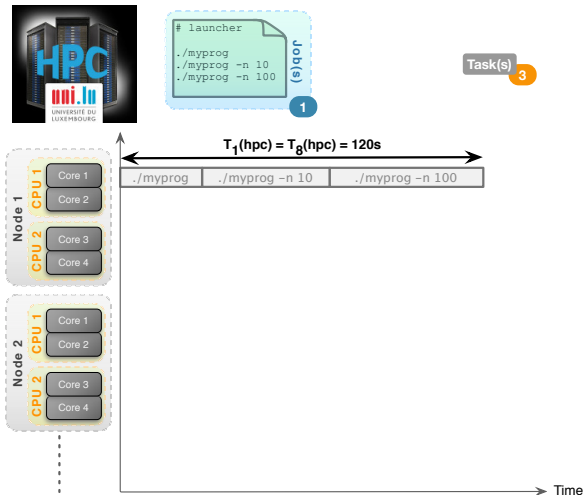 HPC
uni.lu
UNIVERSITÉ DU
LUXEMBOURG
# launcher
./myprog
./myprog -n 10
./myprog -n 100
Job(s)
1
Task(s)
3
T1(hpc) = T8(hpc) = 120s
./myprog
./myprog -n 10
./myprog -n 100
Node 1
CPU 1
Core 1
Core 2
CPU 2
Core 3
Core 4
Node 2
CPU 1
Core 1
Core 2
CPU 2
Core 3
Core 4
Time